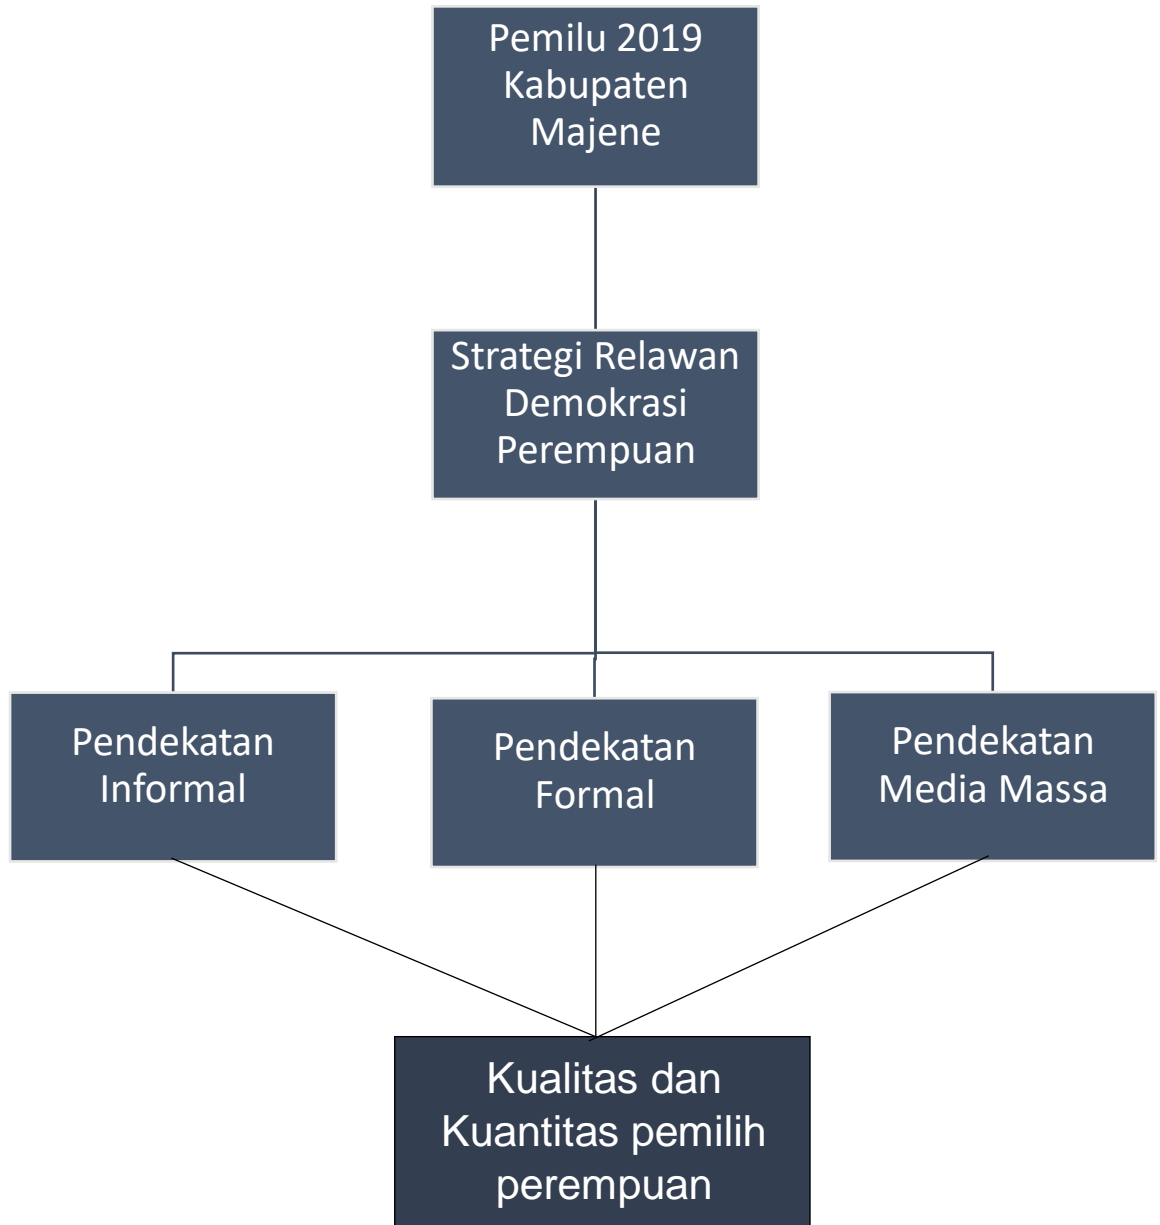 Pemilu 2019
Kabupaten
Majene
Strategi Relawan
Demokrasi
Perempuan
Pendekatan
Informal
Pendekatan
Formal
Pendekatan
Media Massa
Kualitas dan
Kuantitas pemilih
perempuan